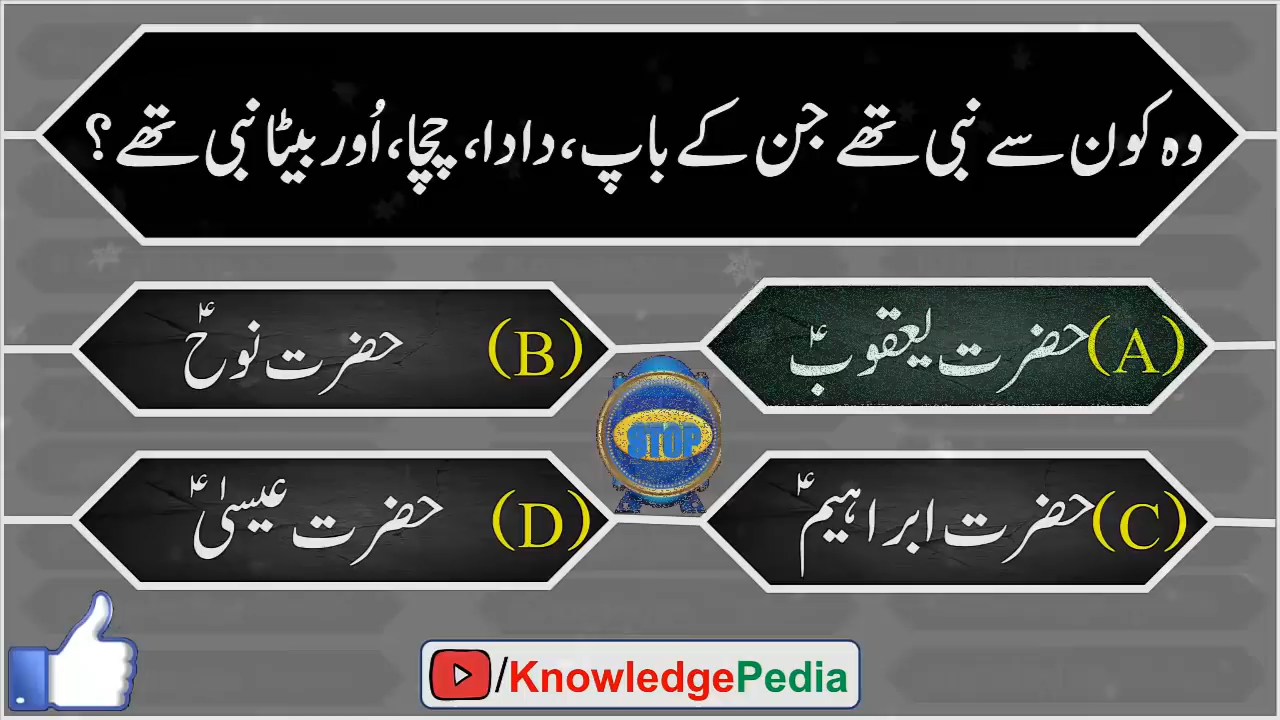 وہ کون سے نبی تھے جن کے باپ، دادا، چچا، اُور بیٹا نبی تھے؟
(A) حضرت یعقوبؑ
(B) حضرت نوحؑ
STOP
(C) حضرت ابراہیمؑ
(D) حضرت عیسیٰؑ
/KnowledgePedia